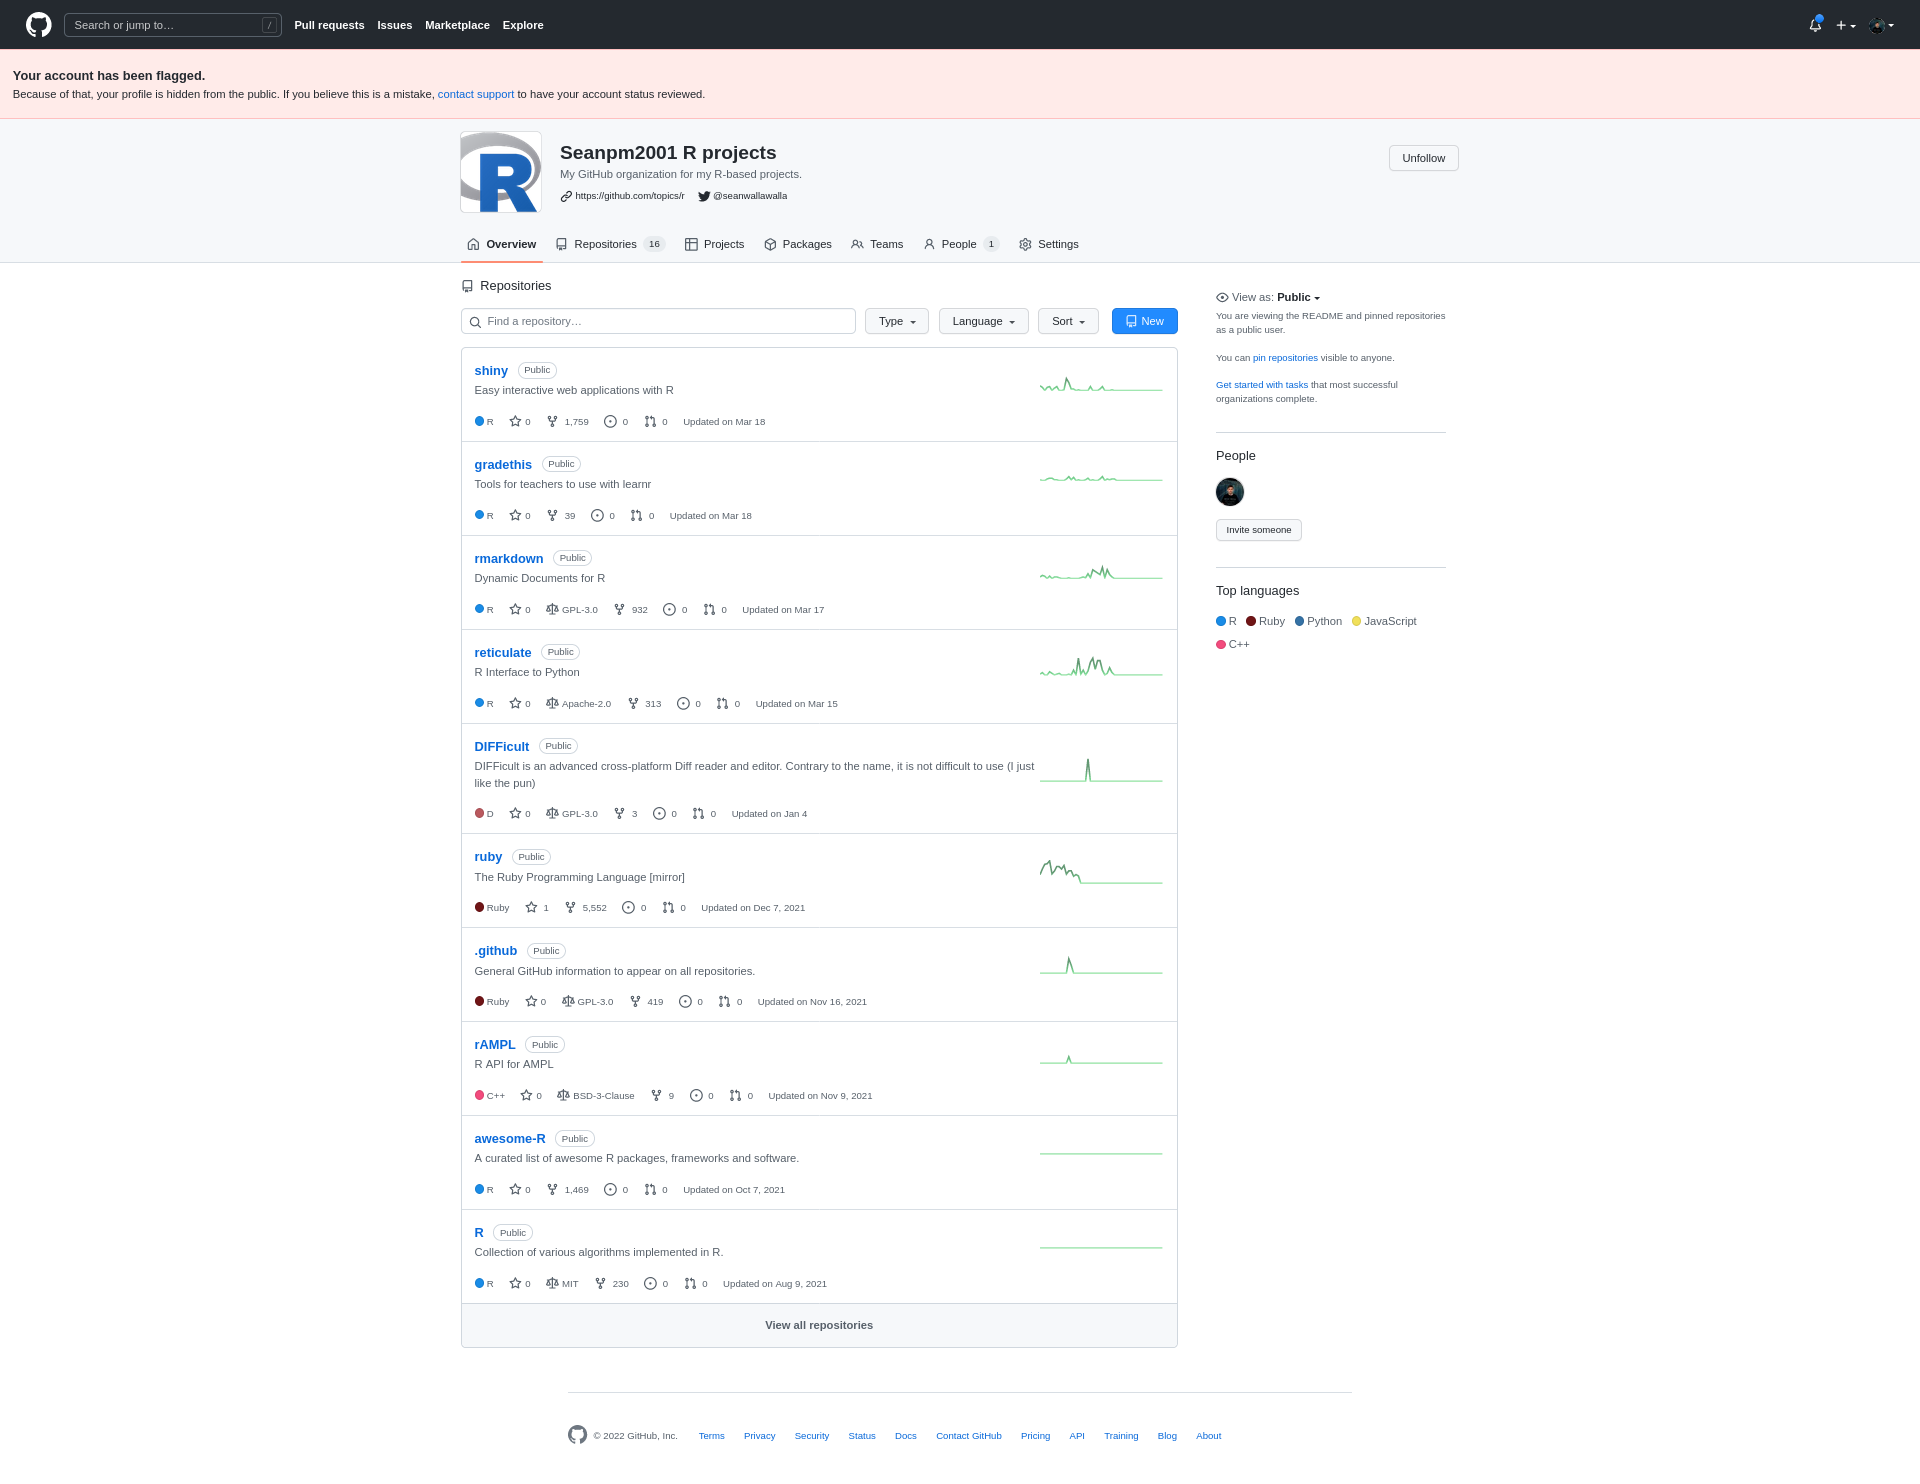 Search or jump to… /
Pull requests Issues Marketplace Explore
Your account has been flagged.
Because of that, your profile is hidden from the public. If you believe this is a mistake, contact support to have your account status reviewed.
R
Seanpm2001 R projects
My GitHub organization for my R-based projects.
https://github.com/topics/r @seanwallawalla
Unfollow
Overview Repositories 16 Projects Packages Teams People 1 Settings
Repositories
Find a repository… Type Language Sort New
shiny Public
Easy interactive web applications with R
R 0 1,759 0 0 Updated on Mar 18
gradethis Public
Tools for teachers to use with learnr
R 0 39 0 0 Updated on Mar 18
rmarkdown Public
Dynamic Documents for R
R 0 GPL-3.0 932 0 0 Updated on Mar 17
reticulate Public
R Interface to Python
R 0 Apache-2.0 313 0 0 Updated on Mar 15
DIFFicult Public
DIFFicult is an advanced cross-platform Diff reader and editor. Contrary to the name, it is not difficult to use (I just
like the pun)
D 0 GPL-3.0 3 0 0 Updated on Jan 4
ruby Public
The Ruby Programming Language [mirror]
Ruby 1 5,552 0 0 Updated on Dec 7, 2021
.github Public
General GitHub information to appear on all repositories.
Ruby 0 GPL-3.0 419 0 0 Updated on Nov 16, 2021
rAMPL Public
R API for AMPL
C++ 0 BSD-3-Clause 9 0 0 Updated on Nov 9, 2021
awesome-R Public
A curated list of awesome R packages, frameworks and software.
R 0 1,469 0 0 Updated on Oct 7, 2021
R Public
Collection of various algorithms implemented in R.
R 0 MIT 230 0 0 Updated on Aug 9, 2021
View all repositories
View as: Public
You are viewing the README and pinned repositories
as a public user.
You can pin repositories visible to anyone.
Get started with tasks that most successful
organizations complete.
People
Invite someone
Top languages
R Ruby Python JavaScript
C++
© 2022 GitHub, Inc. Terms Privacy Security Status Docs Contact GitHub Pricing API Training Blog About